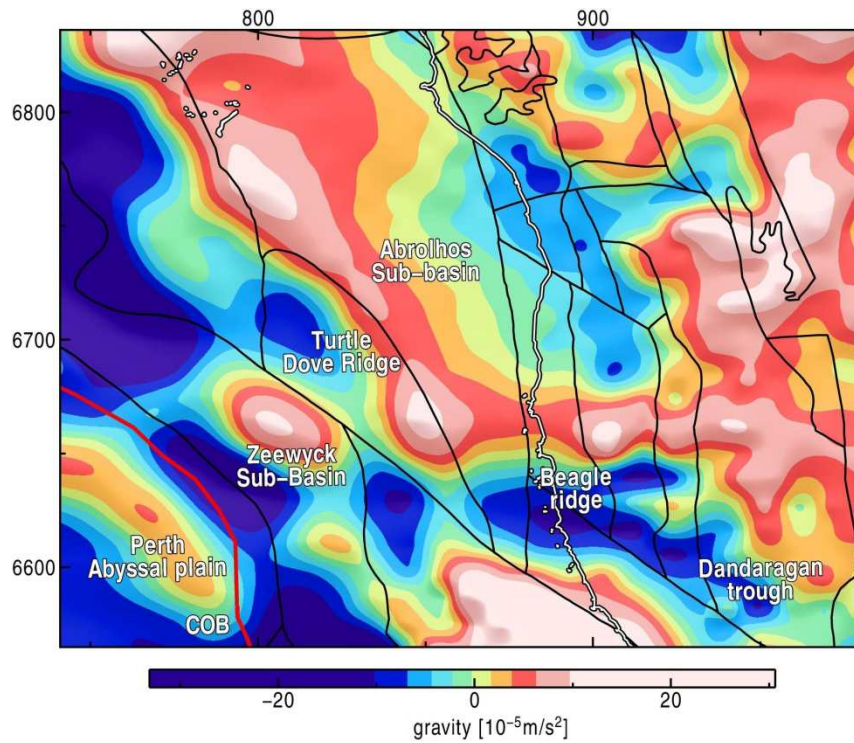 800 900
6800
6700
6600
Abrolhos
Sub-basin
Turtle
Dove Ridge
Zeewyck
Sub-Basin
Beagle
ridge
Perth
Abyssal plain
Dandaragan
trough
COB
-20 0 20
gravity [10⁻⁵m/s²]